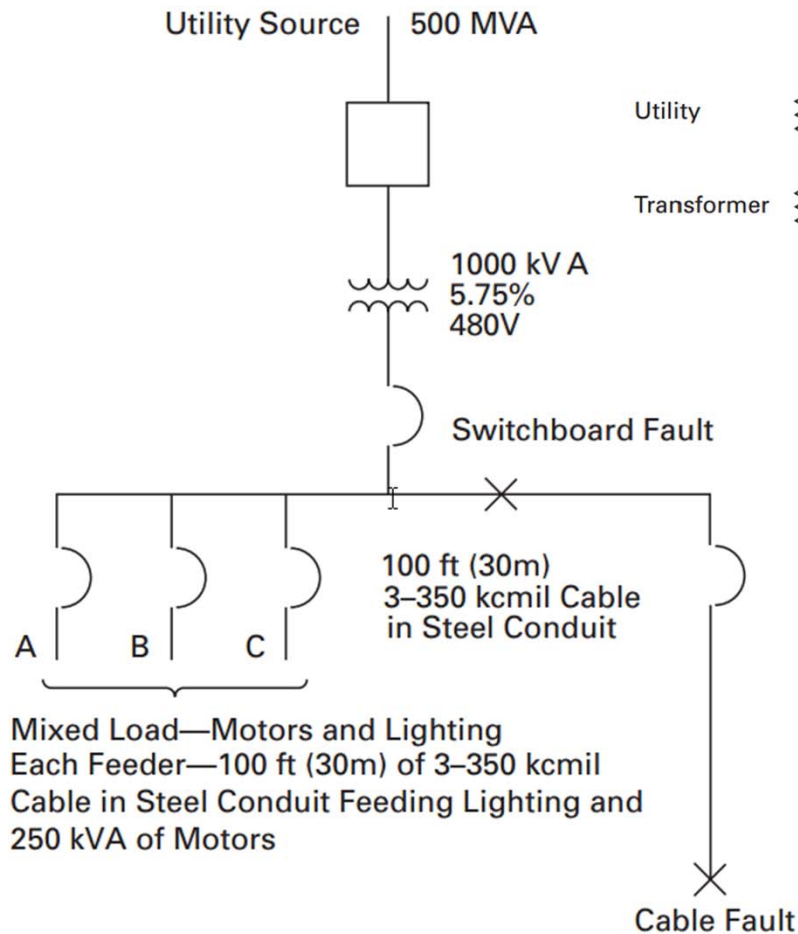 Utility Source 500 MVA
Utility
Transformer
1000 kVA
5.75%
480V
Switchboard Fault
100 ft (30m)
3–350 kcmil Cable
in Steel Conduit
A B C
Mixed Load—Motors and Lighting
Each Feeder—100 ft (30m) of 3–350 kcmil
Cable in Steel Conduit Feeding Lighting and
250 kVA of Motors
Cable Fault